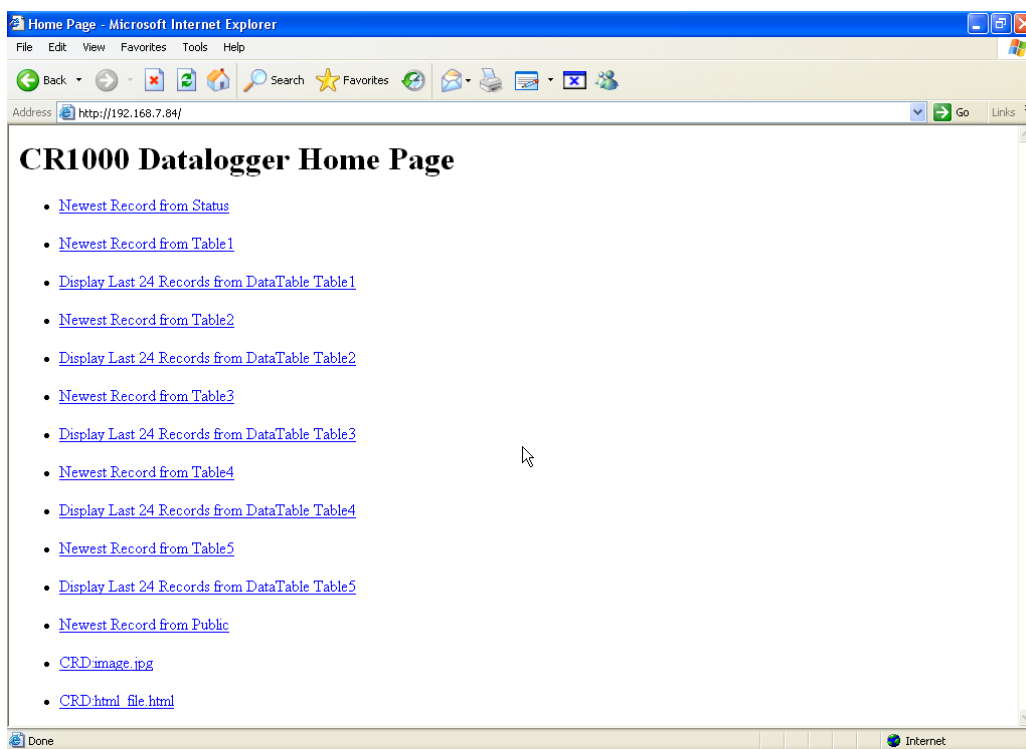 Home Page - Microsoft Internet Explorer
File Edit View Favorites Tools Help
Back Search Favorites
Address http://192.168.7.84/ Go Links
CR1000 Datalogger Home Page
Newest Record from Status
Newest Record from Table1
Display Last 24 Records from DataTable Table1
Newest Record from Table2
Display Last 24 Records from DataTable Table2
Newest Record from Table3
Display Last 24 Records from DataTable Table3
Newest Record from Table4
Display Last 24 Records from DataTable Table4
Newest Record from Table5
Display Last 24 Records from DataTable Table5
Newest Record from Public
CRD:image.jpg
CRD:html_file.html
Done Internet